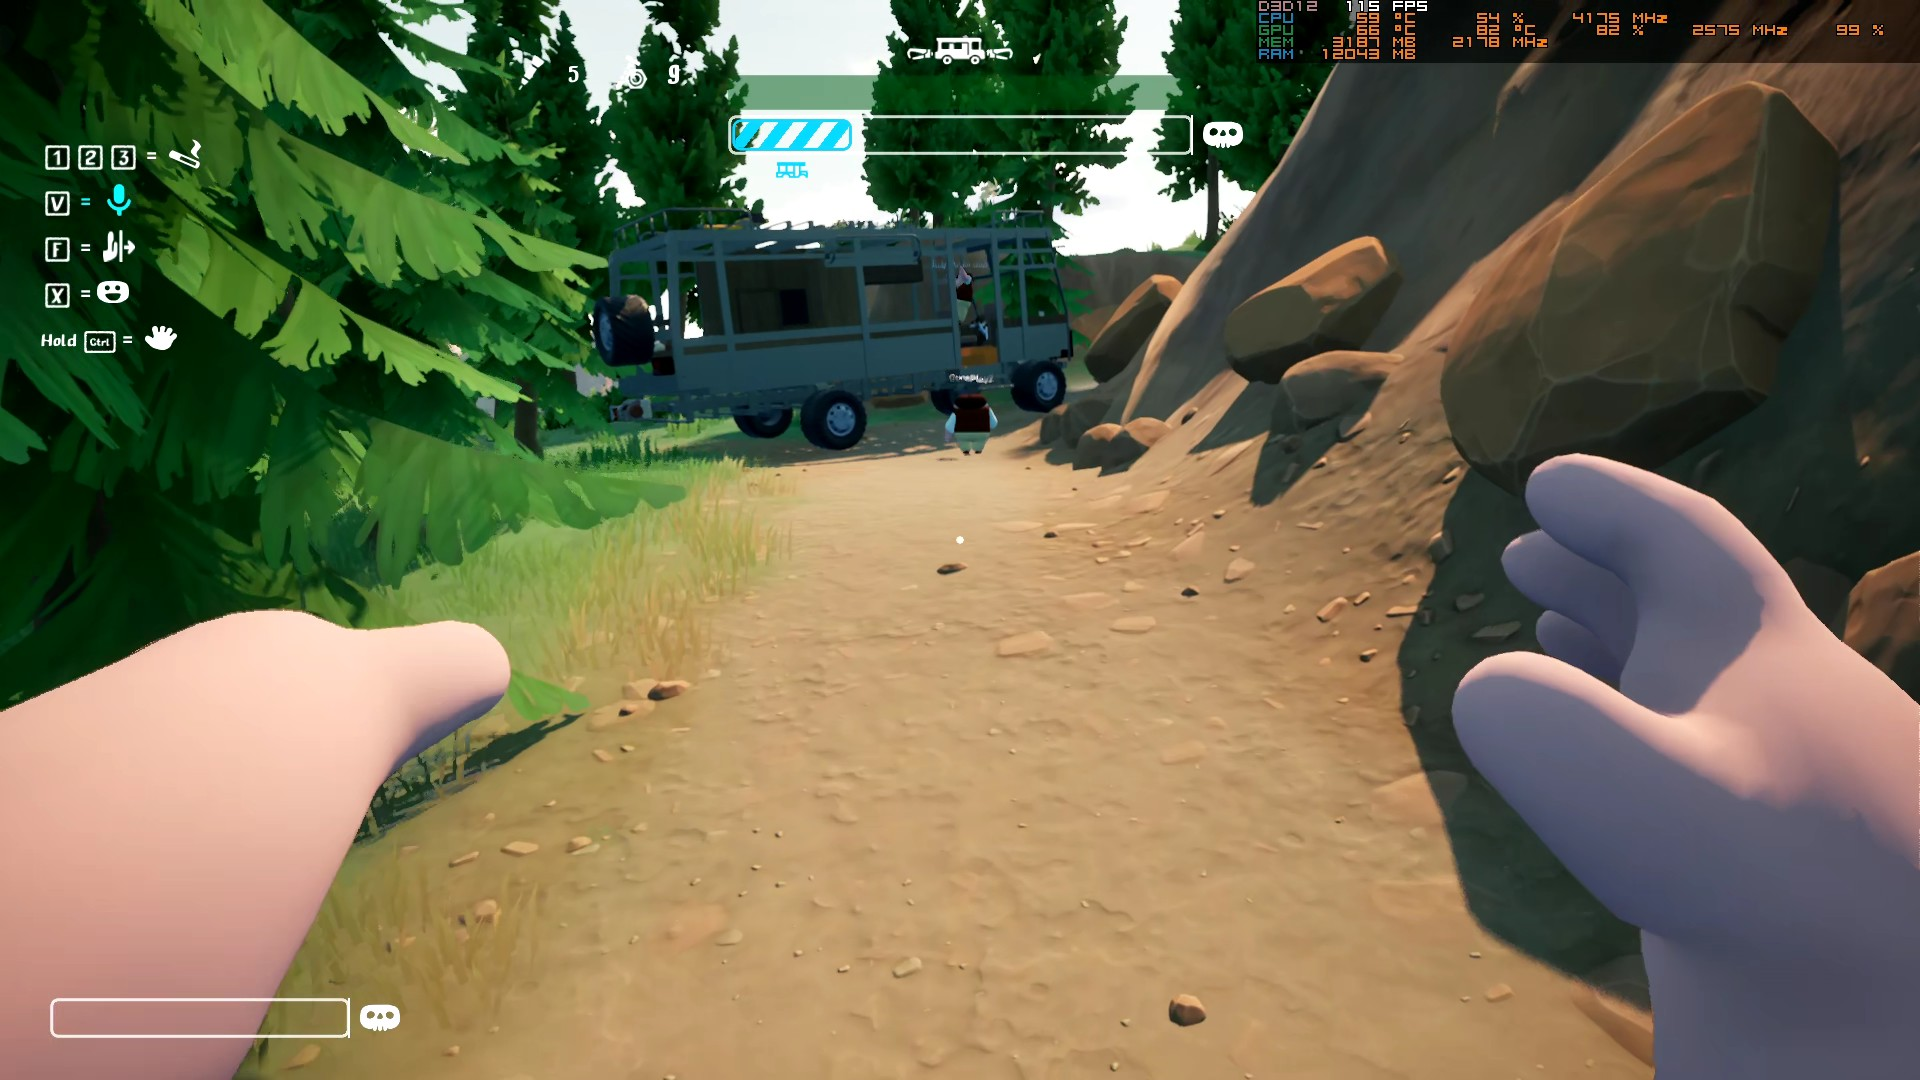 D3D12 115 FPS
CPU 59 °C 54 % 4175 MHz
GPU 66 °C 82 °C 82 % 2575 MHz 99 %
MEM 3187 MB 2178 MHz
RAM 12043 MB
5 9
1 2 3 =
V =
F =
X =
Hold Ctrl =